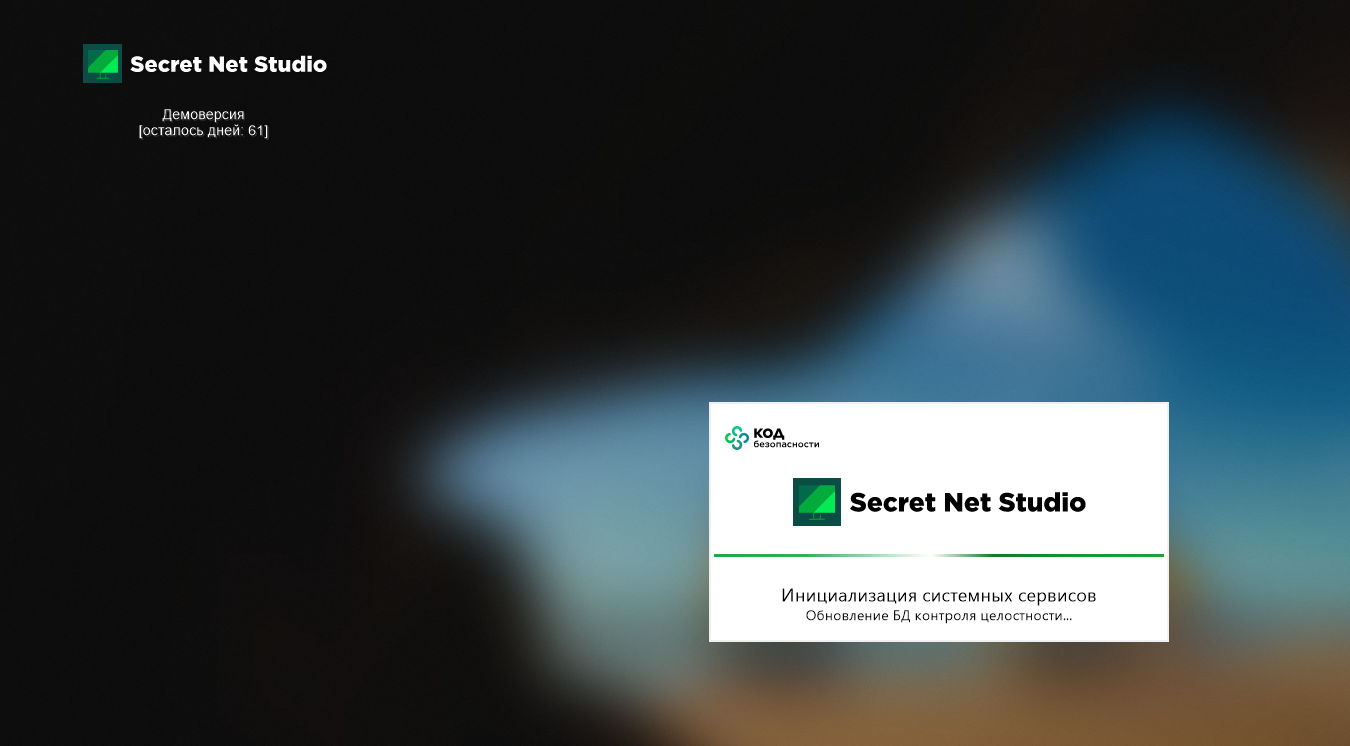 Secret Net Studio
Демоверсия
[осталось дней: 61]
КОД
безопасности
Secret Net Studio
Инициализация системных сервисов
Обновление БД контроля целостности...